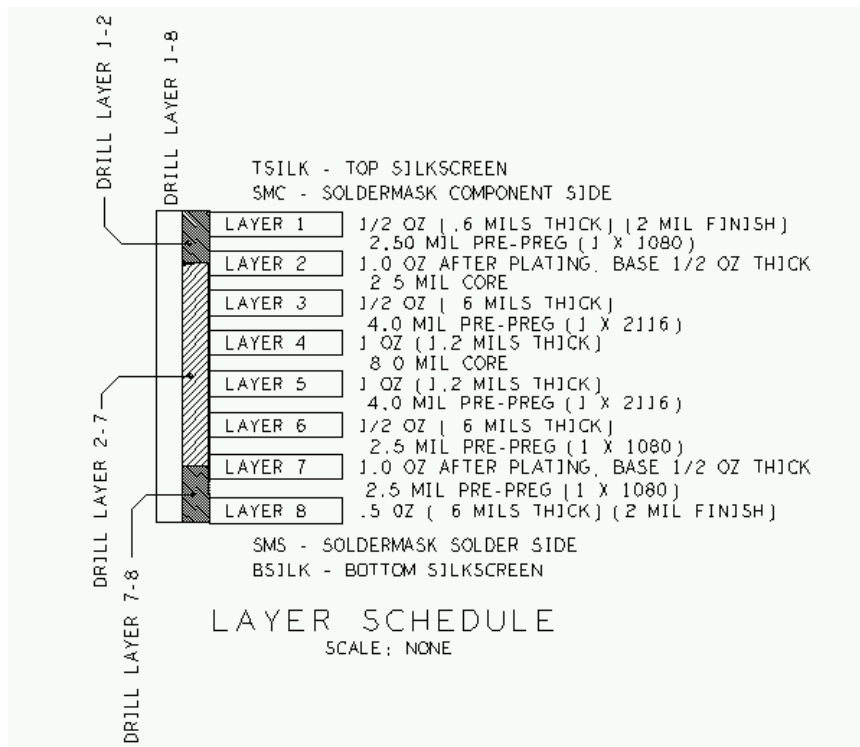 DRILL LAYER 1-2
DRILL LAYER 1-8
TSILK - TOP SILKSCREEN
SMC - SOLDERMASK COMPONENT SIDE
LAYER 1 1/2 OZ (.6 MILS THICK) (2 MIL FINISH)
2.50 MIL PRE-PREG (1 X 1080)
LAYER 2 1.0 OZ AFTER PLATING, BASE 1/2 OZ THICK
2 5 MIL CORE
LAYER 3 1/2 OZ ( 6 MILS THICK)
4.0 MIL PRE-PREG (1 X 2116)
LAYER 4 1 OZ (1.2 MILS THICK)
8 0 MIL CORE
LAYER 5 1 OZ (1.2 MILS THICK)
4.0 MIL PRE-PREG (1 X 2116)
LAYER 6 1/2 OZ ( 6 MILS THICK)
2.5 MIL PRE-PREG (1 X 1080)
LAYER 7 1.0 OZ AFTER PLATING, BASE 1/2 OZ THICK
2.5 MIL PRE-PREG (1 X 1080)
LAYER 8 .5 OZ ( 6 MILS THICK) (2 MIL FINISH)
DRILL LAYER 2-7
DRILL LAYER 7-8
SMS - SOLDERMASK SOLDER SIDE
BSILK - BOTTOM SILKSCREEN
LAYER SCHEDULE
SCALE: NONE